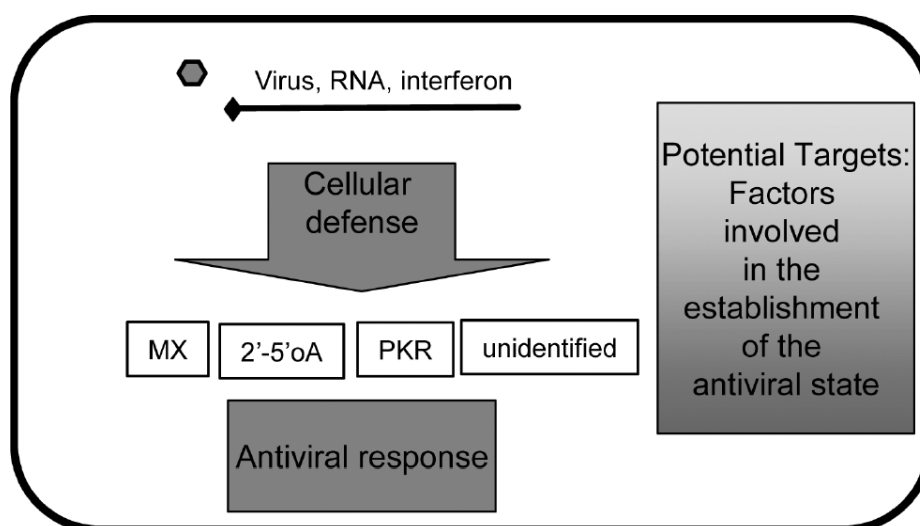 Virus, RNA, interferon
Cellular
defense
MX
2’-5’oA
PKR
unidentified
Antiviral response
Potential Targets:
Factors
involved
in the
establishment
of the
antiviral state